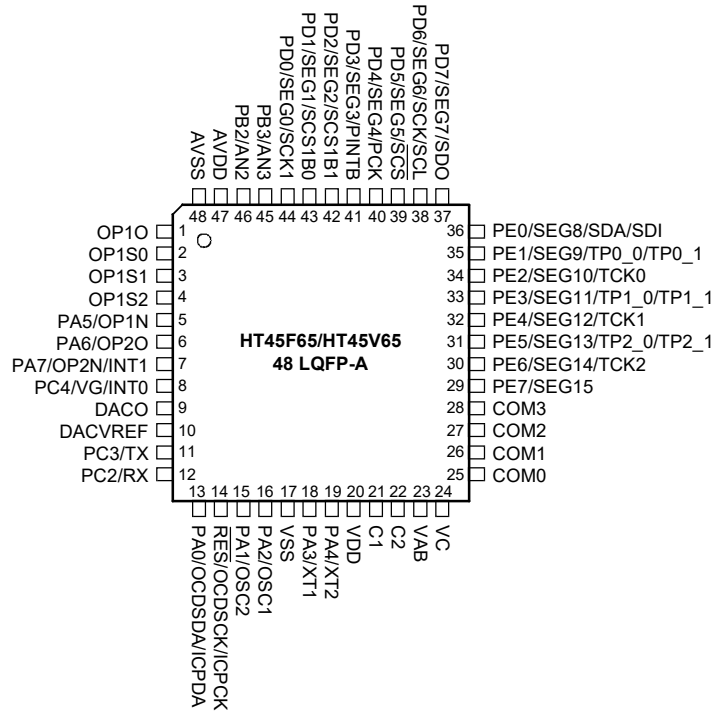 AVSS
AVDD
PB2/AN2
PB3/AN3
PD0/SEG0/SCK1
PD1/SEG1/SCS1B0
PD2/SEG2/SCS1B1
PD3/SEG3/PINTB
PD4/SEG4/PCK
PD5/SEG5/SCS
PD6/SEG6/SCK/SCL
PD7/SEG7/SDO
48 47 46 45 44 43 42 41 40 39 38 37
OP1O 1
OP1S0 2
OP1S1 3
OP1S2 4
PA5/OP1N 5
PA6/OP2O 6
PA7/OP2N/INT1 7
PC4/VG/INT0 8
DACO 9
DACVREF 10
PC3/TX 11
PC2/RX 12
HT45F65/HT45V65
48 LQFP-A
36 PE0/SEG8/SDA/SDI
35 PE1/SEG9/TP0_0/TP0_1
34 PE2/SEG10/TCK0
33 PE3/SEG11/TP1_0/TP1_1
32 PE4/SEG12/TCK1
31 PE5/SEG13/TP2_0/TP2_1
30 PE6/SEG14/TCK2
29 PE7/SEG15
28 COM3
27 COM2
26 COM1
25 COM0
13 14 15 16 17 18 19 20 21 22 23 24
PA0/OCDSDA/ICPDA
RES/OCDSCK/ICPCK
PA1/OSC2
PA2/OSC1
VSS
PA3/XT1
PA4/XT2
VDD
C1
C2
VAB
VC